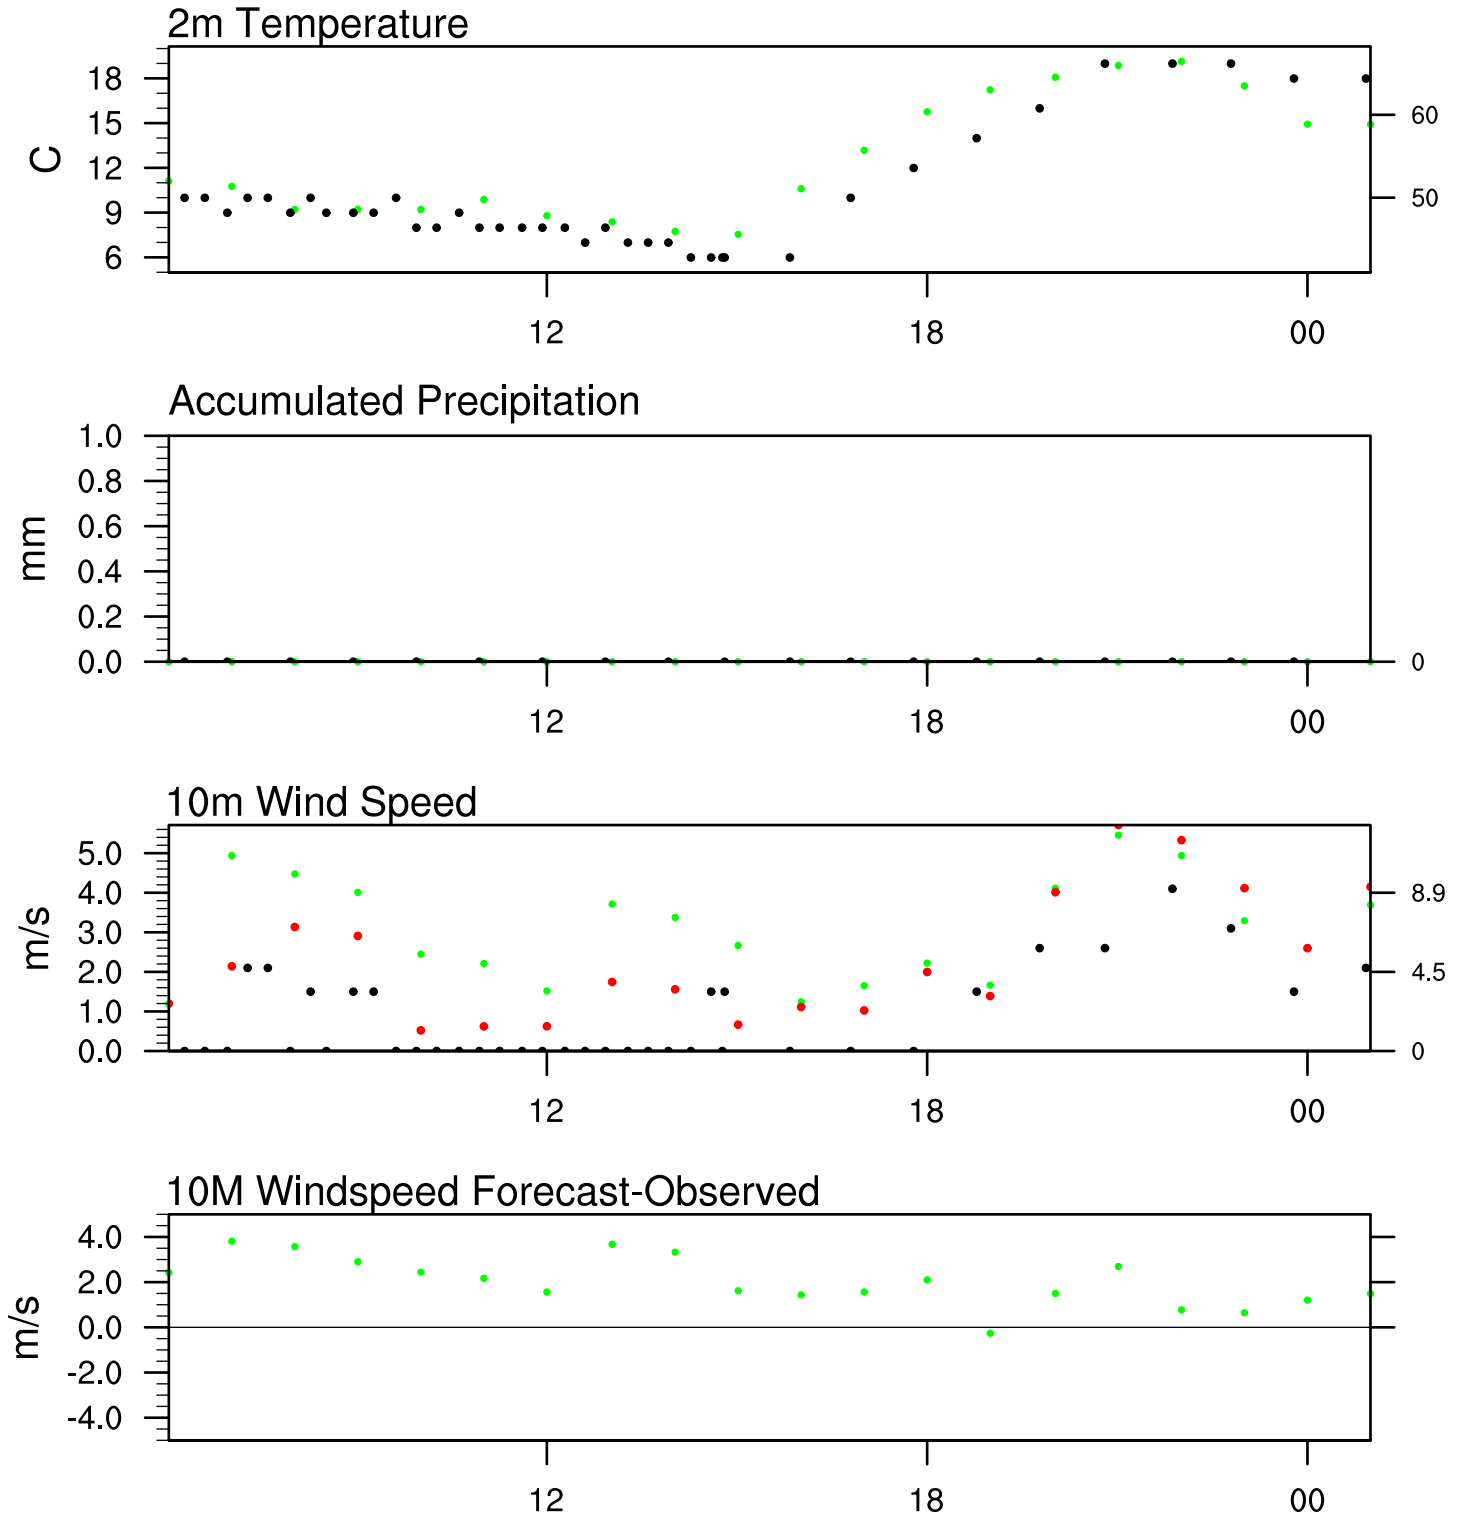 2m Temperature
18
15
12
9
6
C
60
50
12 18 00
Accumulated Precipitation
1.0
0.8
0.6
0.4
0.2
0.0
mm
0
12 18 00
10m Wind Speed
5.0
4.0
3.0
2.0
1.0
0.0
m/s
8.9
4.5
0
12 18 00
10M Windspeed Forecast-Observed
4.0
2.0
0.0
-2.0
-4.0
m/s
12 18 00